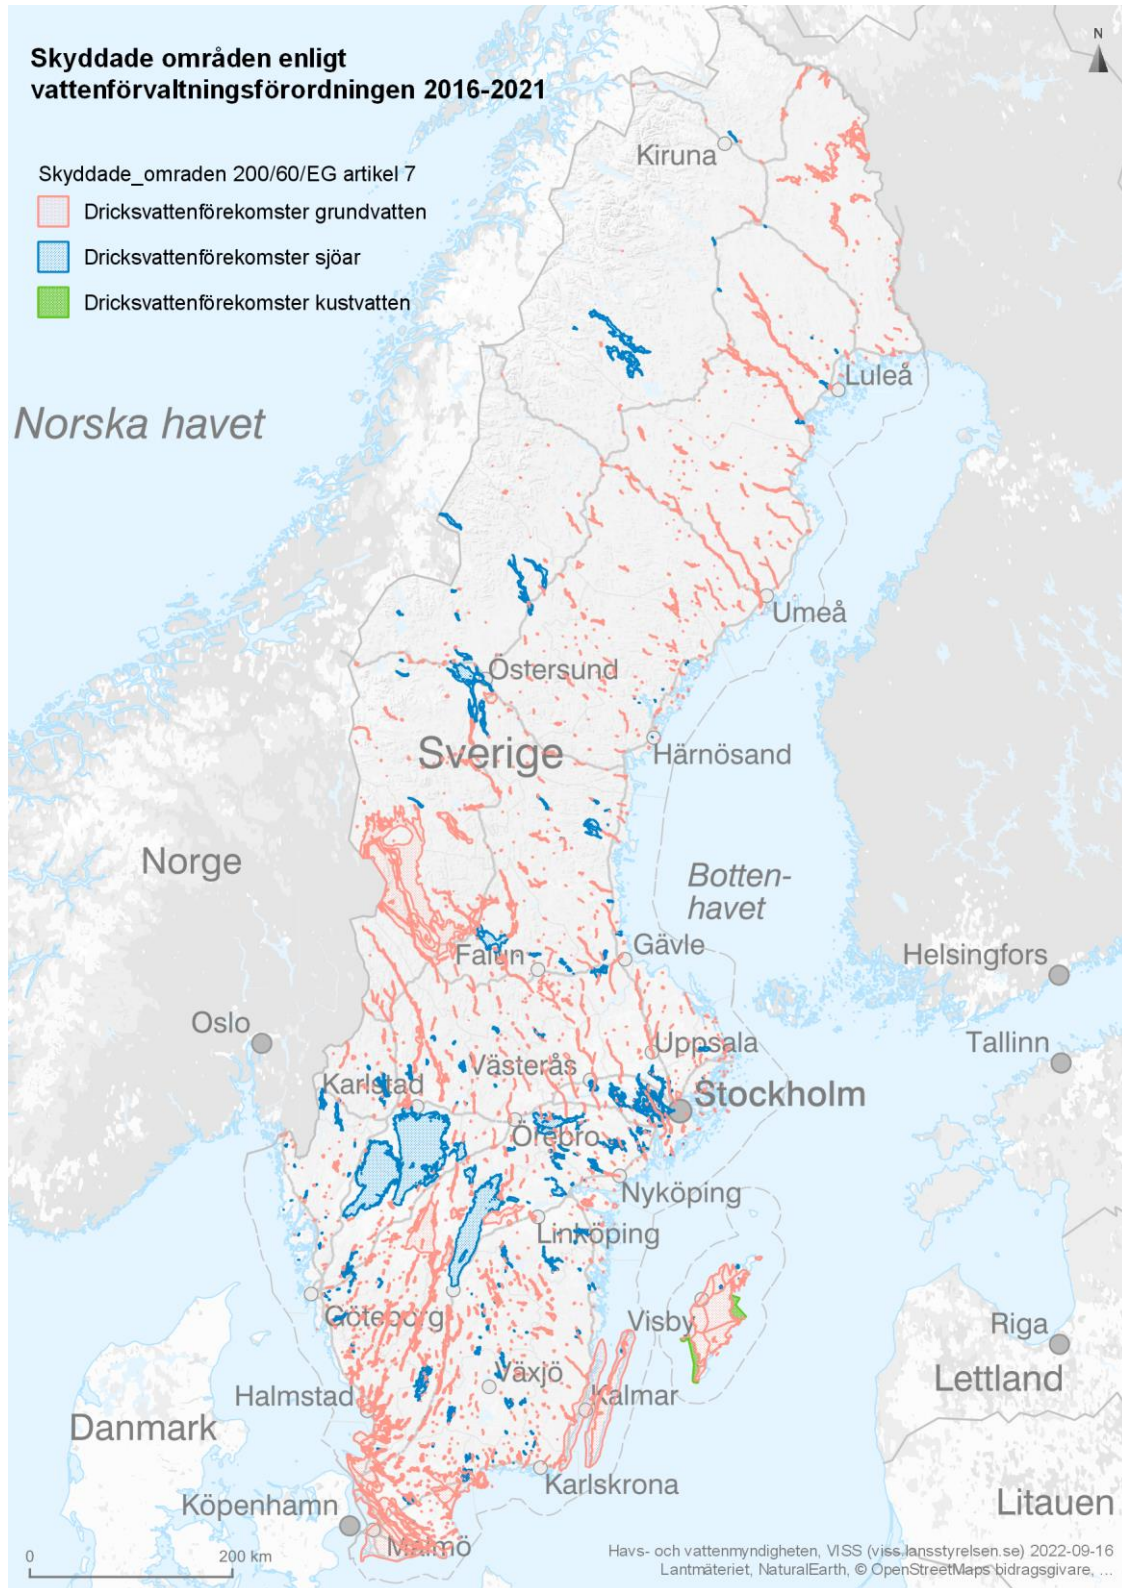 Skyddade områden enligt
vattenförvaltningsförordningen 2016-2021
N
Skyddade_omraden 200/60/EG artikel 7
Dricksvattenförekomster grundvatten
Dricksvattenförekomster sjöar
Dricksvattenförekomster kustvatten
Kiruna
Luleå
Norska havet
Umeå
Östersund
Sverige
Härnösand
Norge
Botten-
havet
Falun
Gävle
Helsingfors
Oslo
Uppsala
Tallinn
Västerås
Karlstad
Stockholm
Örebro
Nyköping
Linköping
Göteborg
Visby
Riga
Växjö
Lettland
Halmstad
Kalmar
Danmark
Karlskrona
Köpenhamn
Litauen
Malmö
0 200 km
Havs- och vattenmyndigheten, VISS (viss.lansstyrelsen.se) 2022-09-16
Lantmäteriet, NaturalEarth, © OpenStreetMaps bidragsgivare, ...